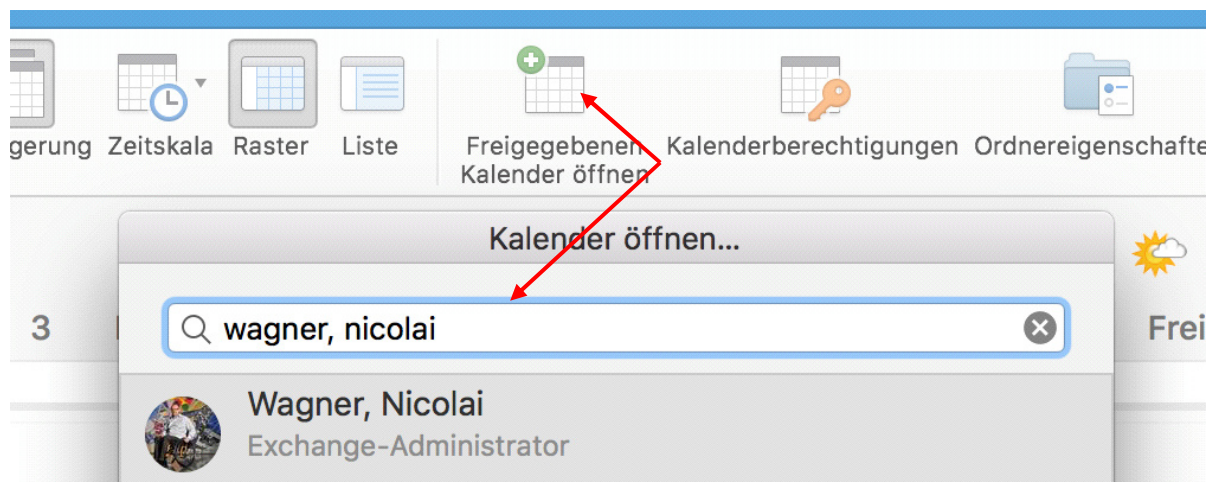 gerung Zeitskala Raster Liste Freigegebenen Kalenderberechtigungen Ordnereigenschafte
Kalender öffnen
Kalender öffnen...
3 Frei
wagner, nicolai
Wagner, Nicolai
Exchange-Administrator